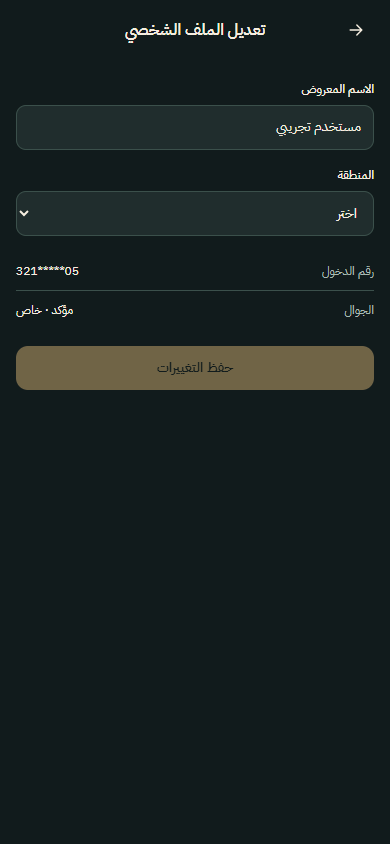 تعديل الملف الشخصي
الاسم المعروض
مستخدم تجريبي
المنطقة
اختر
رقم الدخول 321*****05
الجوال مؤكد · خاص
حفظ التغييرات